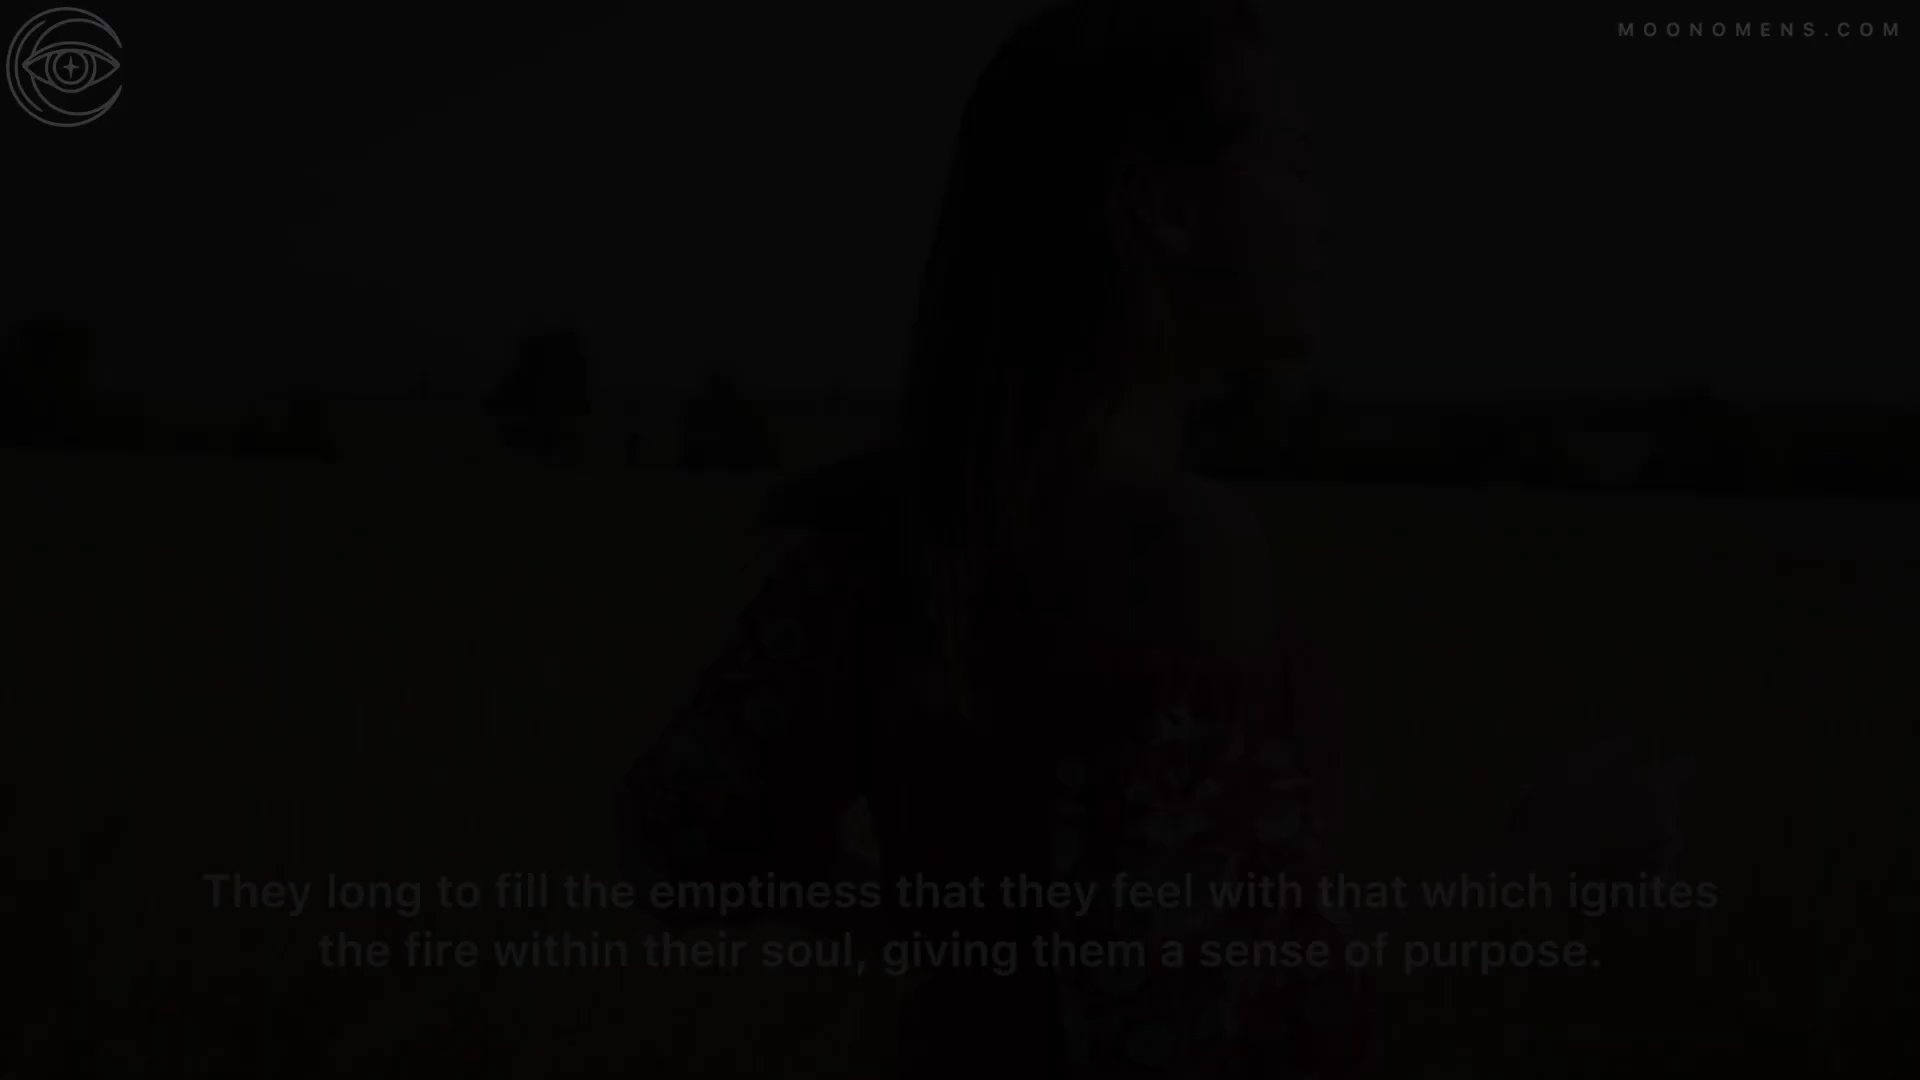 MOONOMENS.COM
They long to fill the emptiness that they feel with that which ignites
the fire within their soul, giving them a sense of purpose.